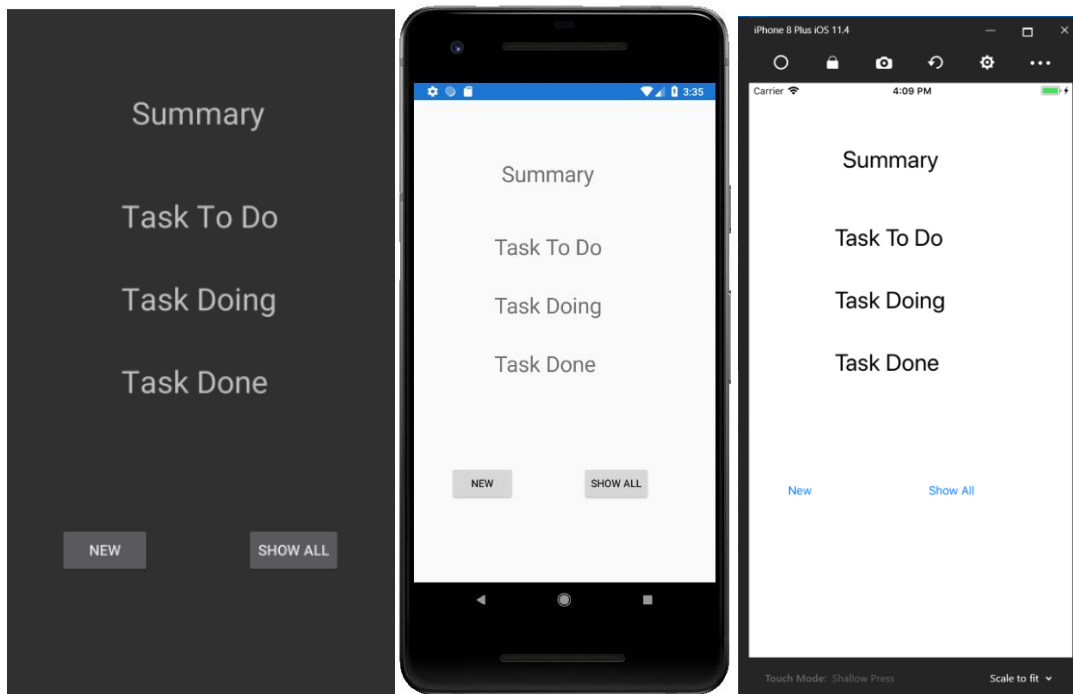 Summary
Task To Do
Task Doing
Task Done
NEW SHOW ALL
3:35
Summary
Task To Do
Task Doing
Task Done
NEW SHOW ALL
iPhone 8 Plus iOS 11.4
Carrier 4:09 PM
Summary
Task To Do
Task Doing
Task Done
New Show All
Touch Mode: Shallow Press Scale to fit